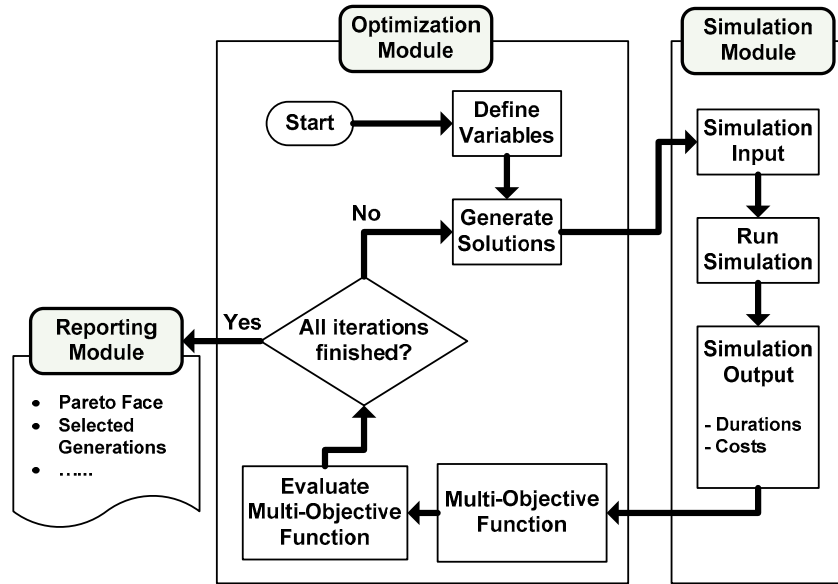 Optimization
Module
Simulation
Module
Start
Define
Variables
Simulation
Input
No
Generate
Solutions
Run
Simulation
Reporting
Module
Yes
All iterations
finished?
Simulation
Output
- Durations
- Costs
• Pareto Face
• Selected
Generations
• ......
Evaluate
Multi-Objective
Function
Multi-Objective
Function